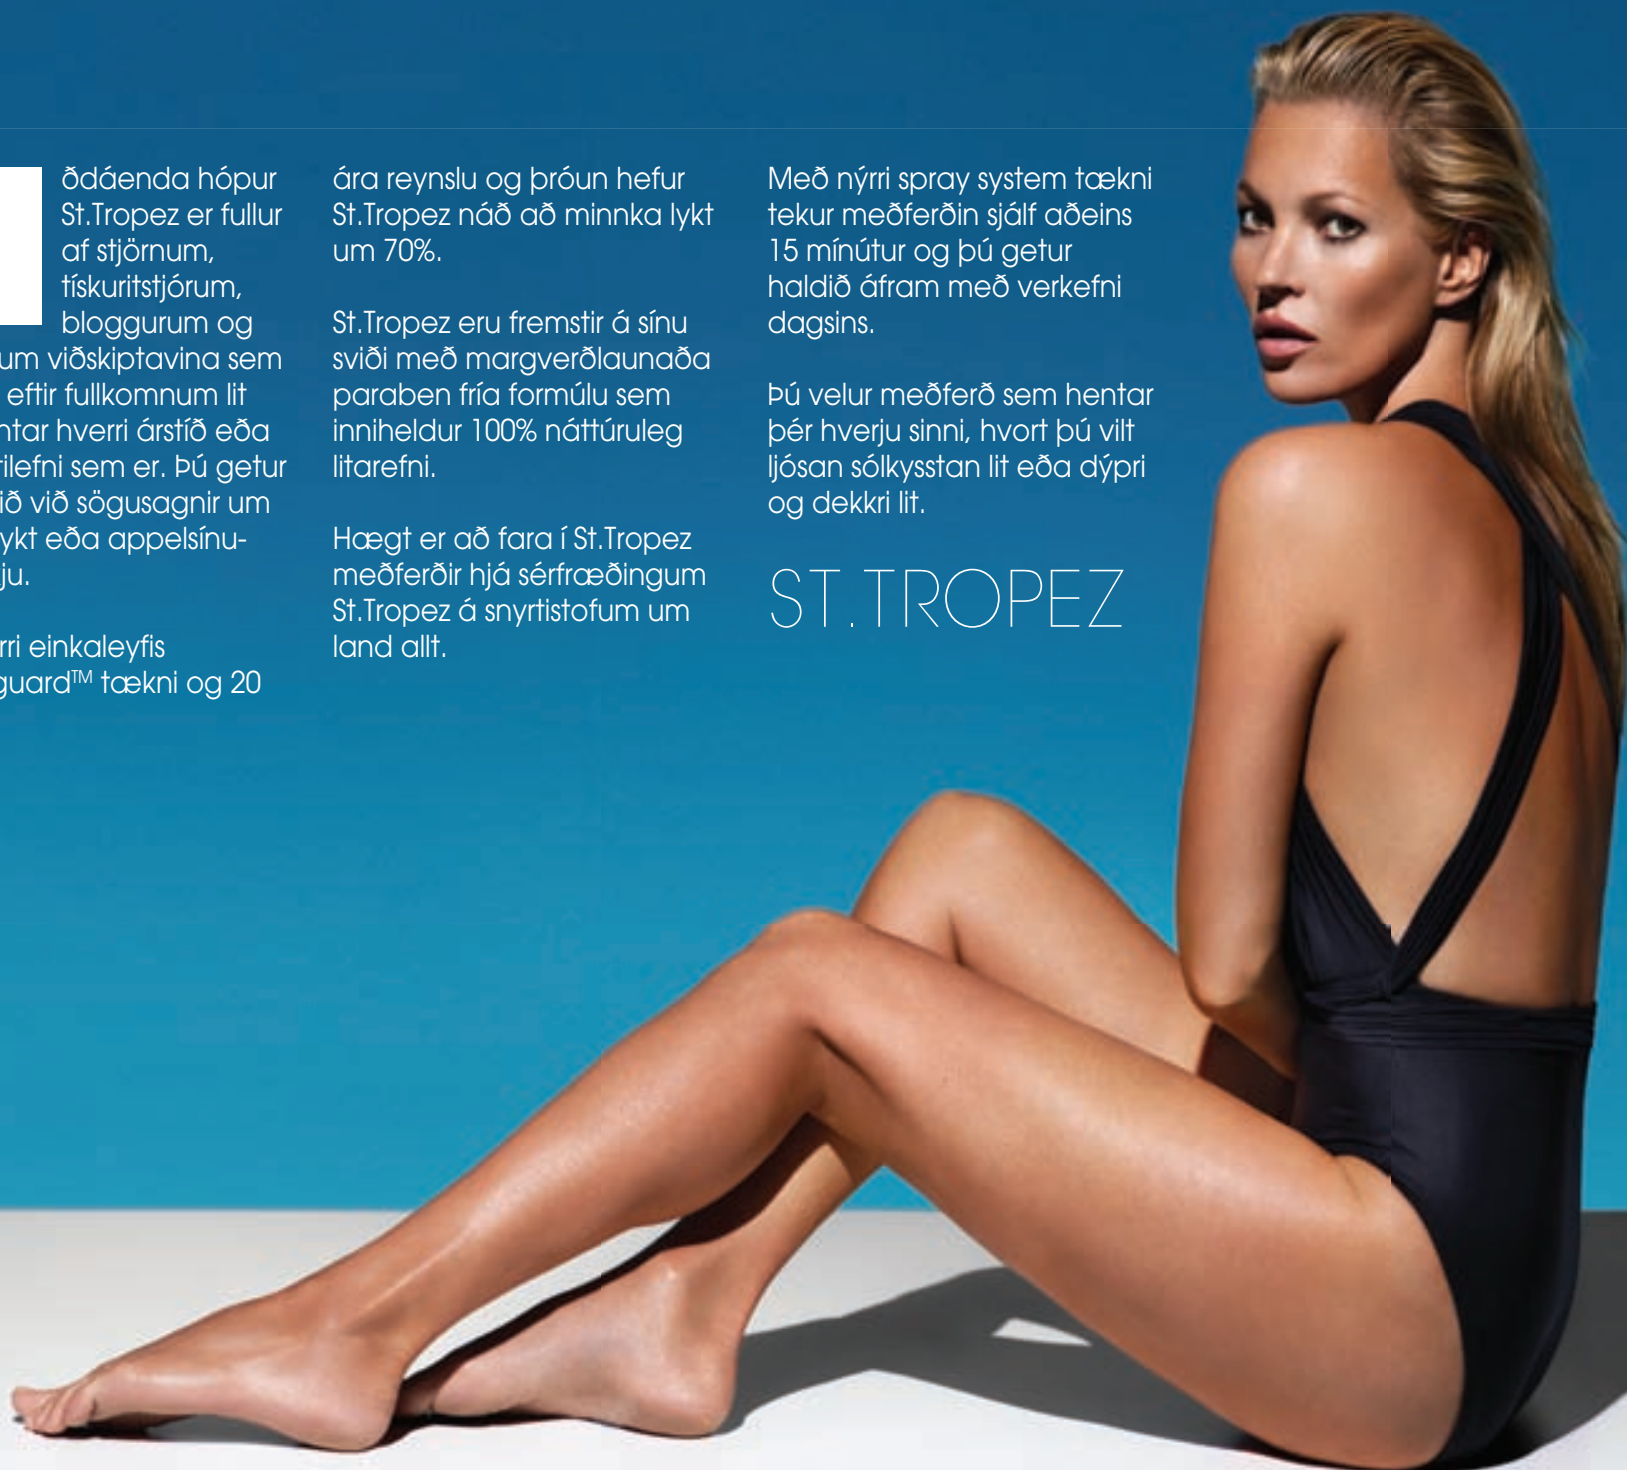 ðdáenda hópur
St.Tropez er fullur
af stjörnum,
tískuritstjórum,
bloggurum og
um viðskiptavina sem
eftir fullkomnum lit
ntar hverri árstíð eða
tilefni sem er. Þú getur
ið við sögusagnir um
ykt eða appelsínu-
ju.
rri einkaleyfis
guard™ tækni og 20
ára reynslu og þróun hefur
St.Tropez náð að minnka lykt
um 70%.
St.Tropez eru fremstir á sínu
sviði með margverðlaunaða
paraben fría formúlu sem
inniheldur 100% náttúruleg
litarefni.
Hægt er að fara í St.Tropez
meðferðir hjá sérfræðingum
St.Tropez á snyrtistofum um
land allt.
Með nýrri spray system tækni
tekur meðferðin sjálf aðeins
15 mínútur og þú getur
haldið áfram með verkefni
dagsins.
Þú velur meðferð sem hentar
þér hverju sinni, hvort þú vilt
ljósan sólkysstan lit eða dýpri
og dekkri lit.
ST.TROPEZ